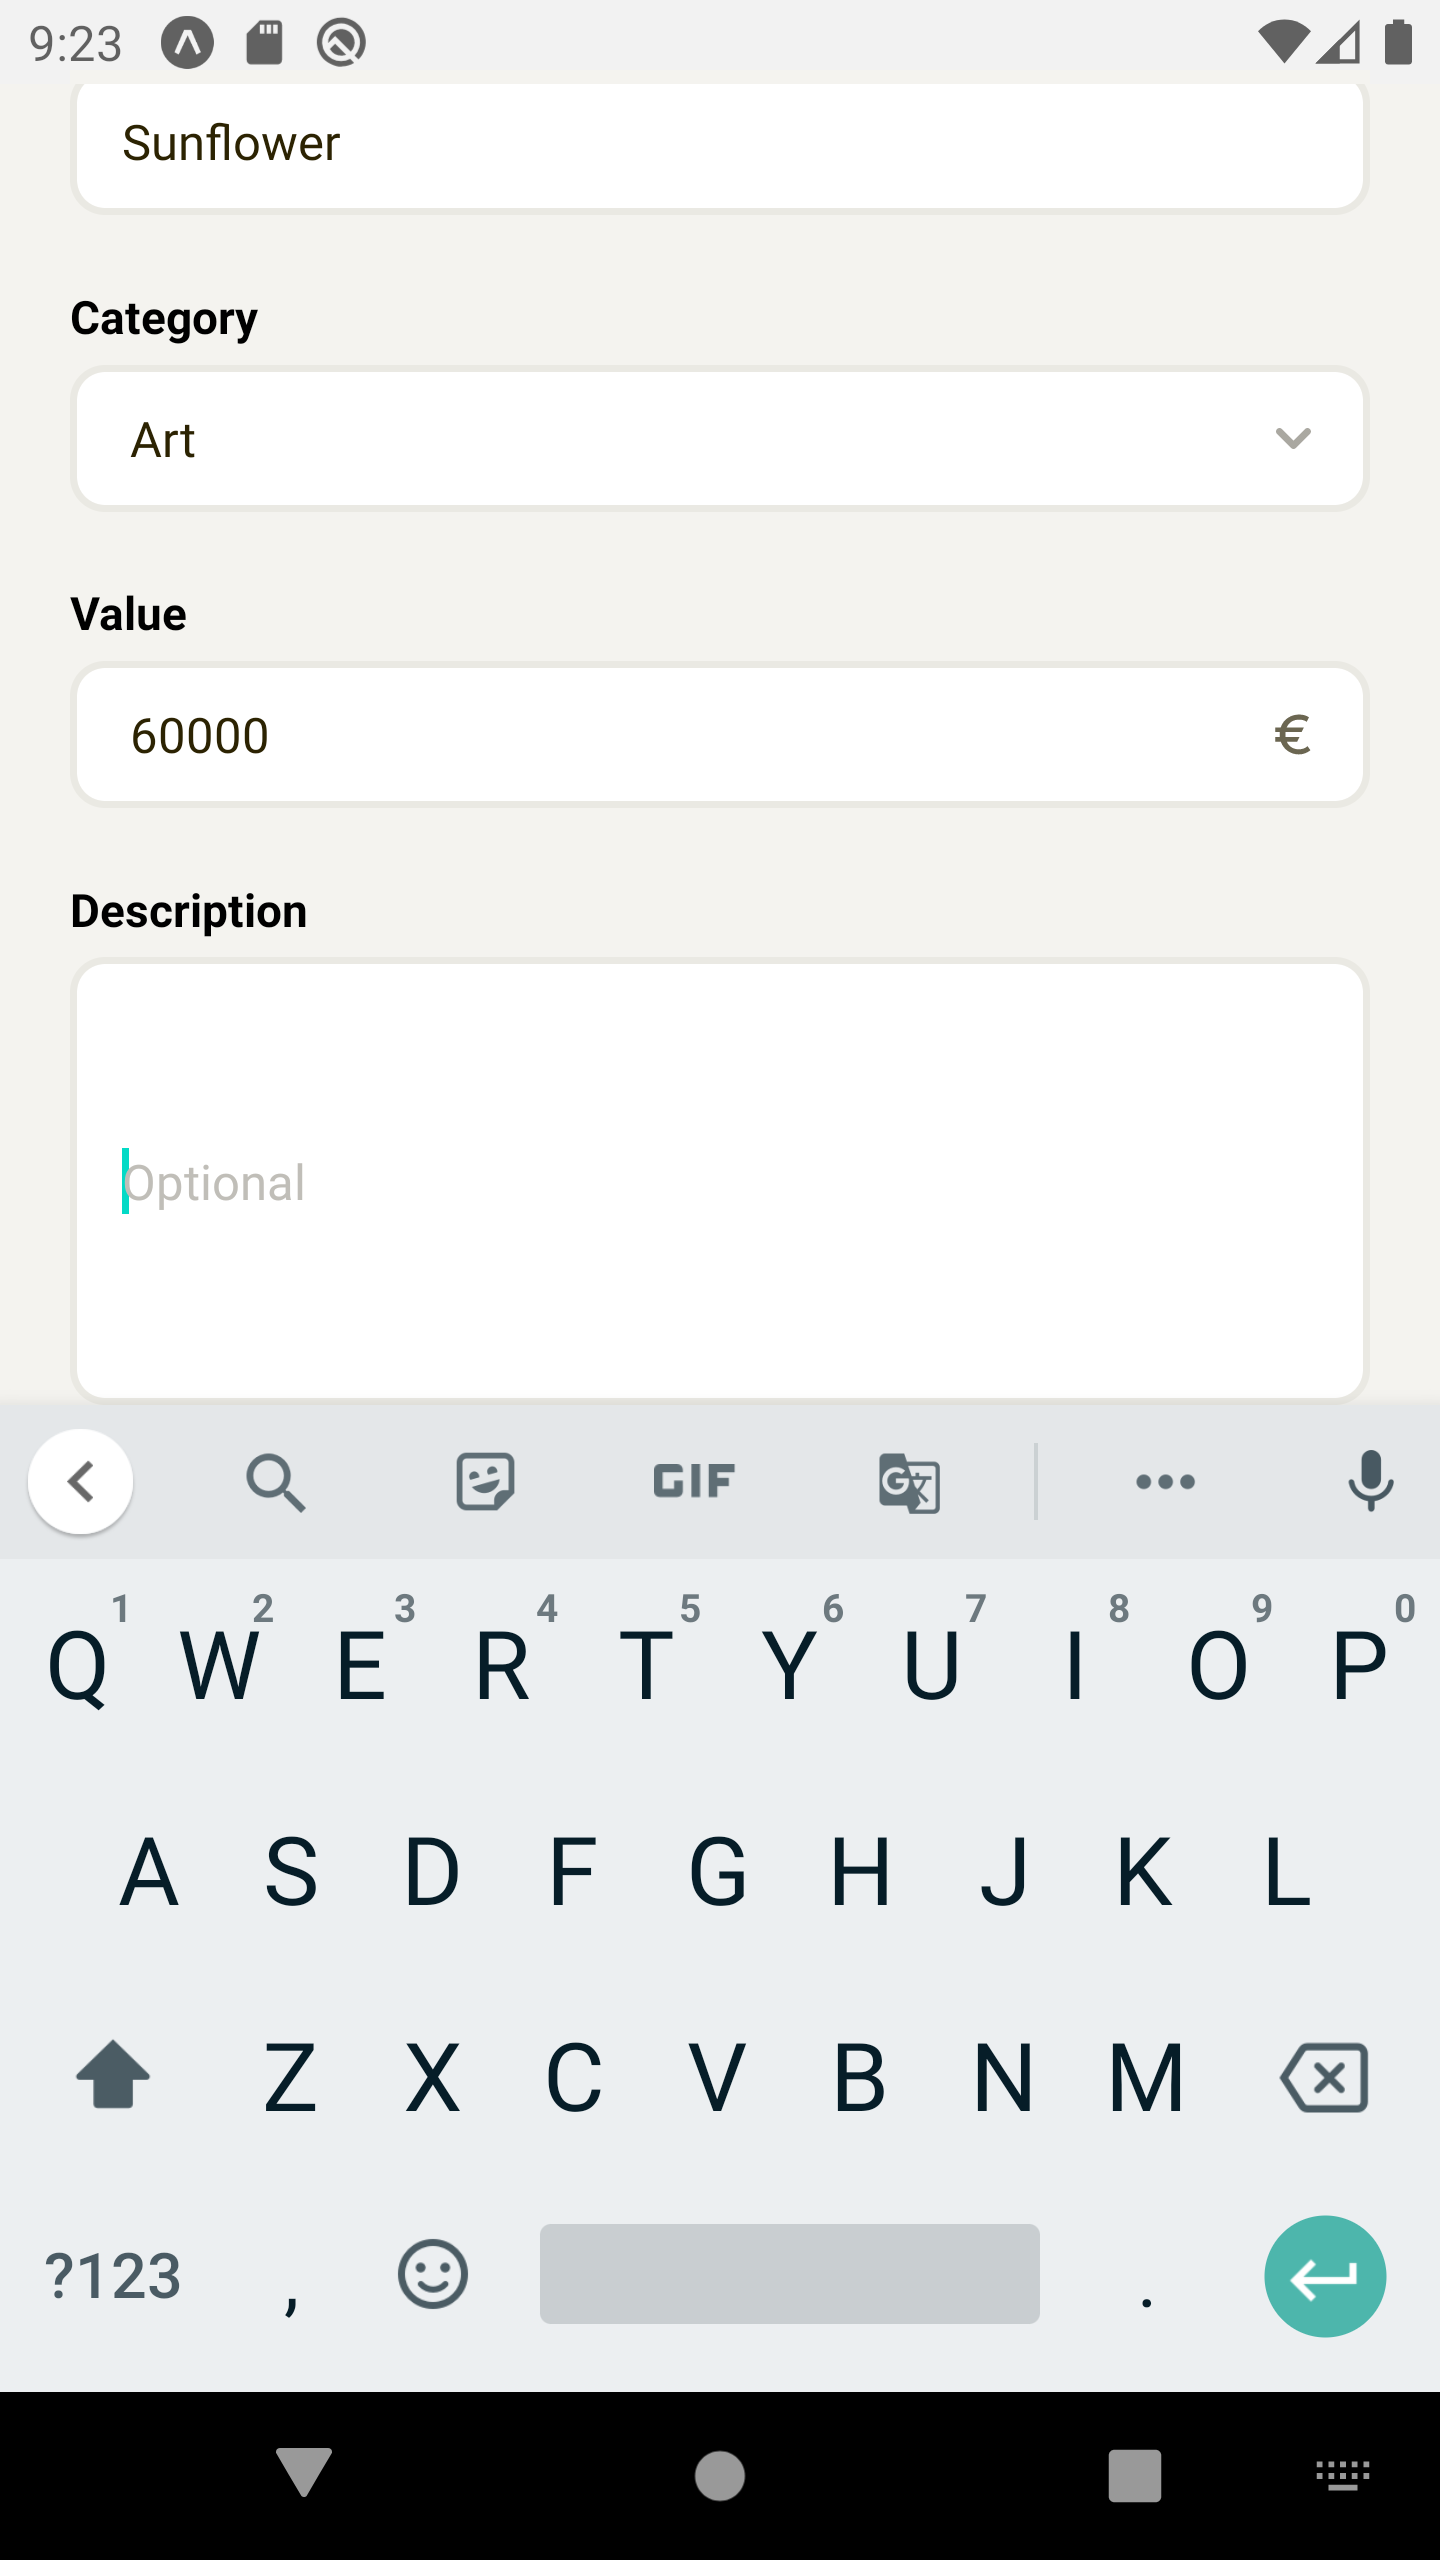 9:23
Sunflower
Category
Art
Value
60000 €
Description
Optional
GIF
1 2 3 4 5 6 7 8 9 0
Q W E R T Y U I O P
A S D F G H J K L
Z X C V B N M
?123 , .